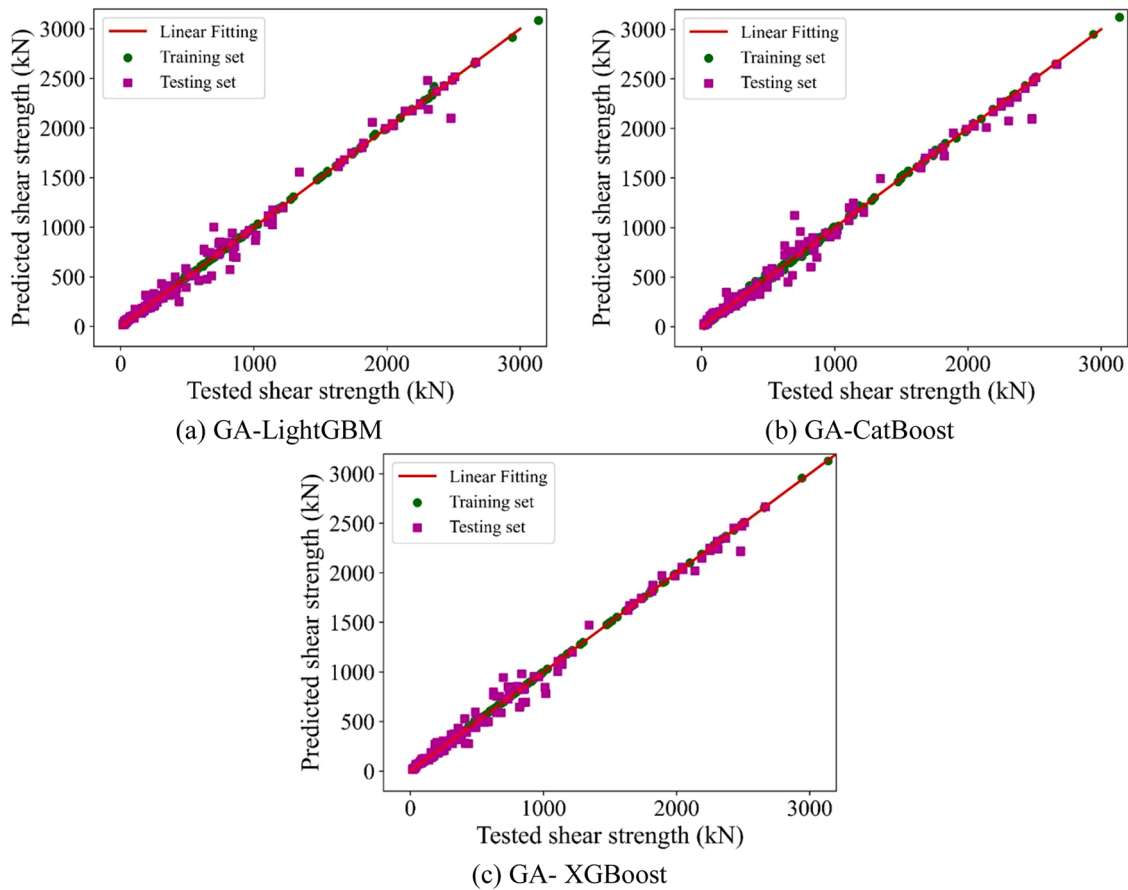 Predicted shear strength (kN)
3000
2500
2000
1500
1000
500
0
Linear Fitting
Training set
Testing set
0 1000 2000 3000
Tested shear strength (kN)
(a) GA-LightGBM
Predicted shear strength (kN)
3000
2500
2000
1500
1000
500
0
Linear Fitting
Training set
Testing set
0 1000 2000 3000
Tested shear strength (kN)
(b) GA-CatBoost
Predicted shear strength (kN)
3000
2500
2000
1500
1000
500
0
Linear Fitting
Training set
Testing set
0 1000 2000 3000
Tested shear strength (kN)
(c) GA- XGBoost